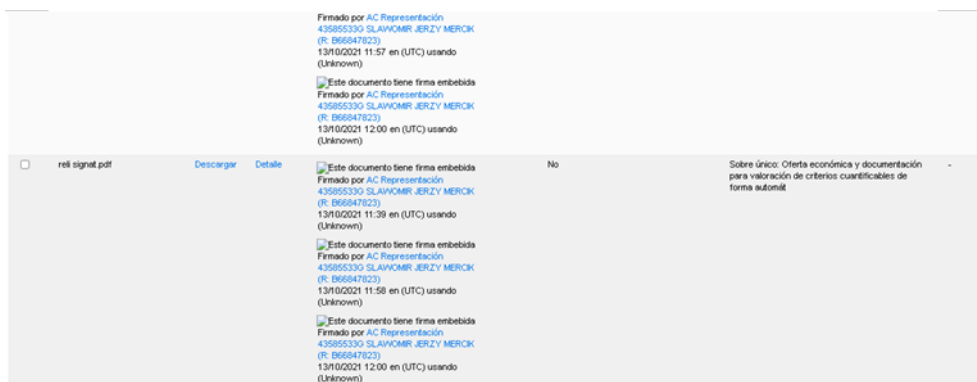 Firmado por AC Representación
43585533G SLAWOMIR JERZY MERCIK
(R: B66847823)
13/10/2021 11:57 en (UTC) usando
(Unknown)
Este documento tiene firma embebida
Firmado por AC Representación
43585533G SLAWOMIR JERZY MERCIK
(R: B66847823)
13/10/2021 12:00 en (UTC) usando
(Unknown)
reli signat.pdf Descargar Detalle Este documento tiene firma embebida No Sobre único: Oferta económica y documentación -
Firmado por AC Representación para valoración de criterios cuantificables de
43585533G SLAWOMIR JERZY MERCIK forma automát
(R: B66847823)
13/10/2021 11:39 en (UTC) usando
(Unknown)
Este documento tiene firma embebida
Firmado por AC Representación
43585533G SLAWOMIR JERZY MERCIK
(R: B66847823)
13/10/2021 11:58 en (UTC) usando
(Unknown)
Este documento tiene firma embebida
Firmado por AC Representación
43585533G SLAWOMIR JERZY MERCIK
(R: B66847823)
13/10/2021 12:00 en (UTC) usando
(Unknown)